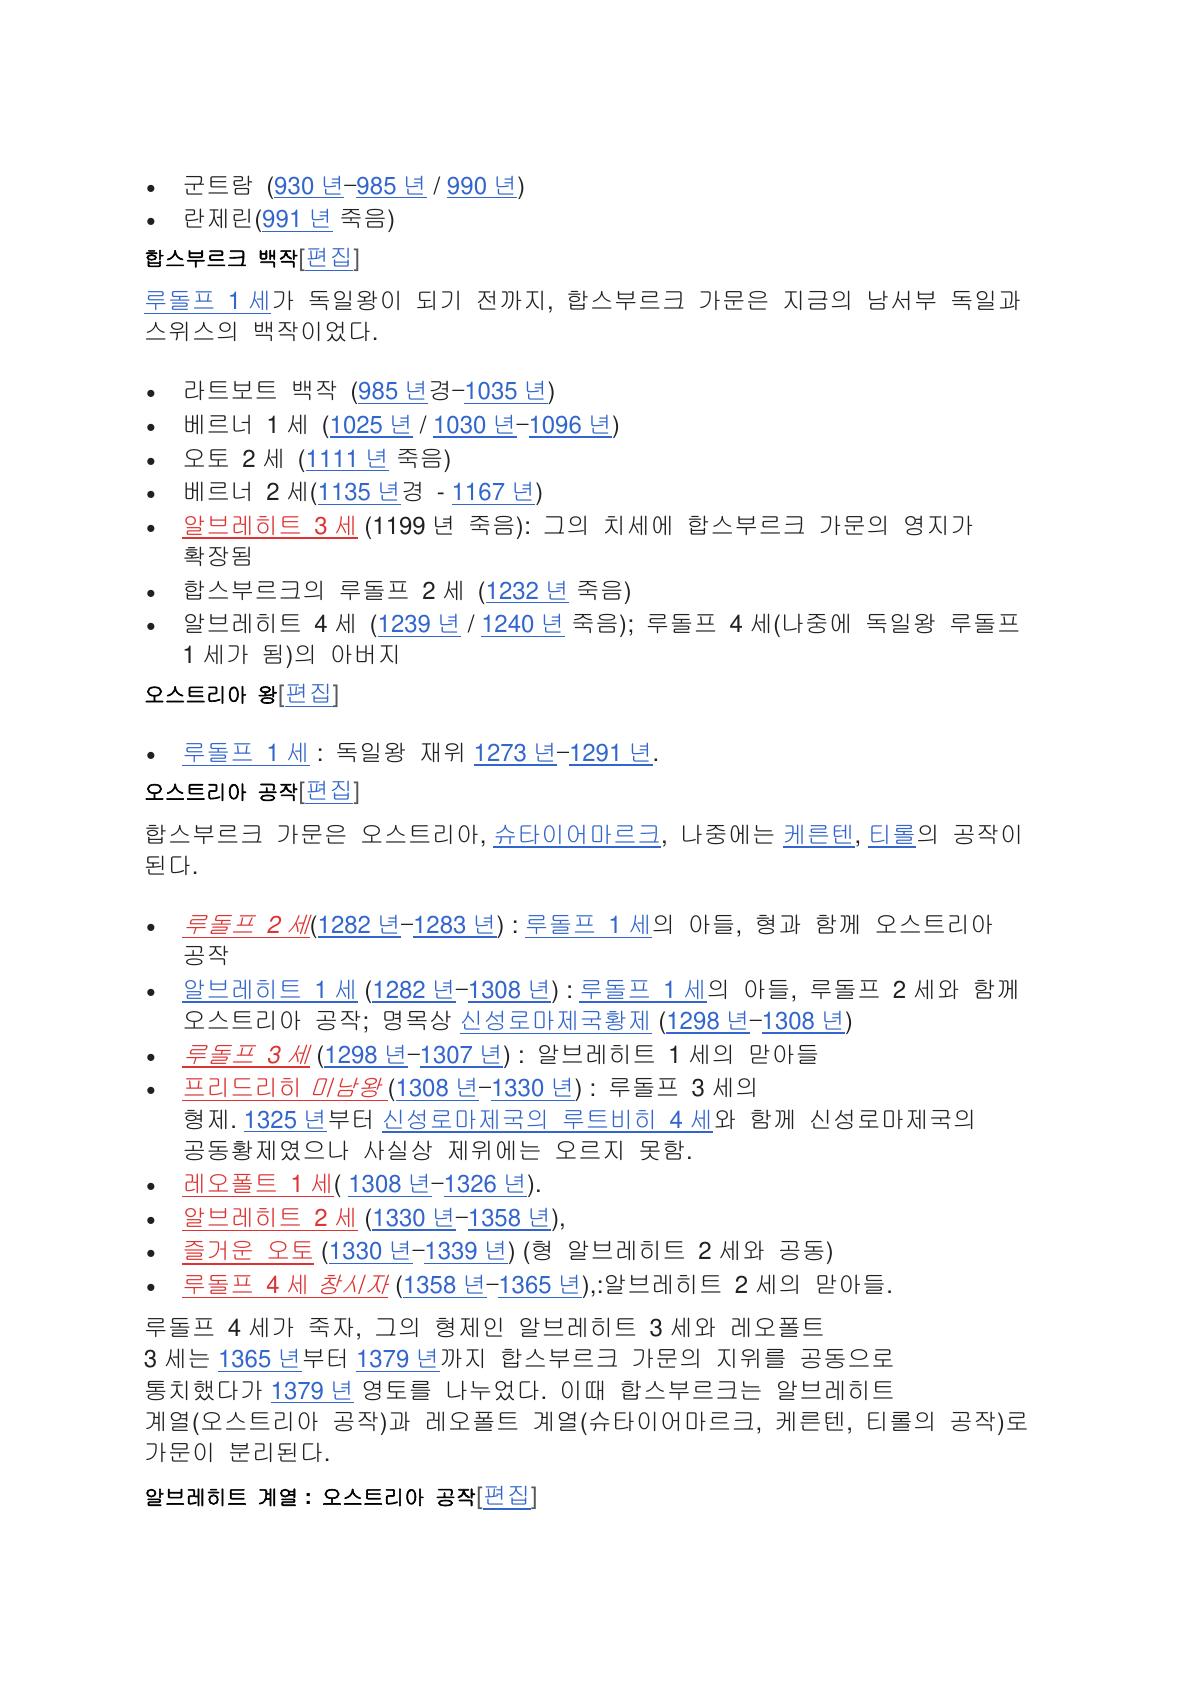 • 군트람 (930 년–985 년 / 990 년)
• 란제린(991 년 죽음)
합스부르크 백작[편집]
루돌프 1 세가 독일왕이 되기 전까지, 합스부르크 가문은 지금의 남서부 독일과
스위스의 백작이었다.
• 라트보트 백작 (985 년경–1035 년)
• 베르너 1 세 (1025 년 / 1030 년–1096 년)
• 오토 2 세 (1111 년 죽음)
• 베르너 2 세(1135 년경 - 1167 년)
• 알브레히트 3 세 (1199 년 죽음): 그의 치세에 합스부르크 가문의 영지가
확장됨
• 합스부르크의 루돌프 2 세 (1232 년 죽음)
• 알브레히트 4 세 (1239 년 / 1240 년 죽음); 루돌프 4 세(나중에 독일왕 루돌프
1 세가 됨)의 아버지
오스트리아 왕[편집]
• 루돌프 1 세 : 독일왕 재위 1273 년–1291 년.
오스트리아 공작[편집]
합스부르크 가문은 오스트리아, 슈타이어마르크, 나중에는 케른텐, 티롤의 공작이
된다.
• 루돌프 2 세(1282 년–1283 년) : 루돌프 1 세의 아들, 형과 함께 오스트리아
공작
• 알브레히트 1 세 (1282 년–1308 년) : 루돌프 1 세의 아들, 루돌프 2 세와 함께
오스트리아 공작; 명목상 신성로마제국황제 (1298 년–1308 년)
• 루돌프 3 세 (1298 년–1307 년) : 알브레히트 1 세의 맏아들
• 프리드리히 미남왕 (1308 년–1330 년) : 루돌프 3 세의
형제. 1325 년부터 신성로마제국의 루트비히 4 세와 함께 신성로마제국의
공동황제였으나 사실상 제위에는 오르지 못함.
• 레오폴트 1 세( 1308 년–1326 년).
• 알브레히트 2 세 (1330 년–1358 년),
• 즐거운 오토 (1330 년–1339 년) (형 알브레히트 2 세와 공동)
• 루돌프 4 세 창시자 (1358 년–1365 년),:알브레히트 2 세의 맏아들.
루돌프 4 세가 죽자, 그의 형제인 알브레히트 3 세와 레오폴트
3 세는 1365 년부터 1379 년까지 합스부르크 가문의 지위를 공동으로
통치했다가 1379 년 영토를 나누었다. 이때 합스부르크는 알브레히트
계열(오스트리아 공작)과 레오폴트 계열(슈타이어마르크, 케른텐, 티롤의 공작)로
가문이 분리된다.
알브레히트 계열 : 오스트리아 공작[편집]